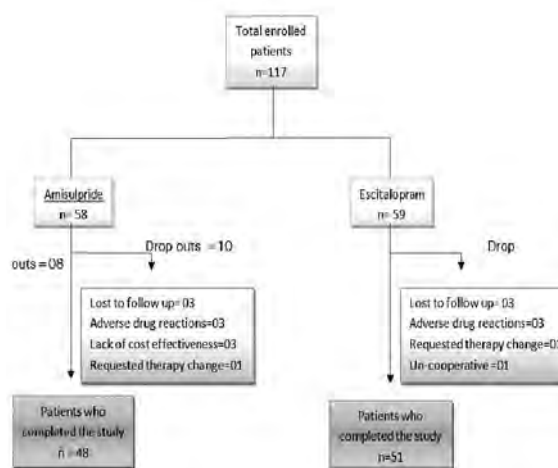 Total enrolled
patients
n=117
Amisulpride
n= 58
Escitalopram
n= 59
Drop outs = 10
Drop
outs = 08
Lost to follow up= 03
Adverse drug reactions=03
Lack of cost effectiveness=03
Requested therapy change=01
Lost to follow up=03
Adverse drug reactions=03
Requested therapy change
Un-cooperative =01
Patients who
completed the study
n = 48
Patients who
completed the study
n=51